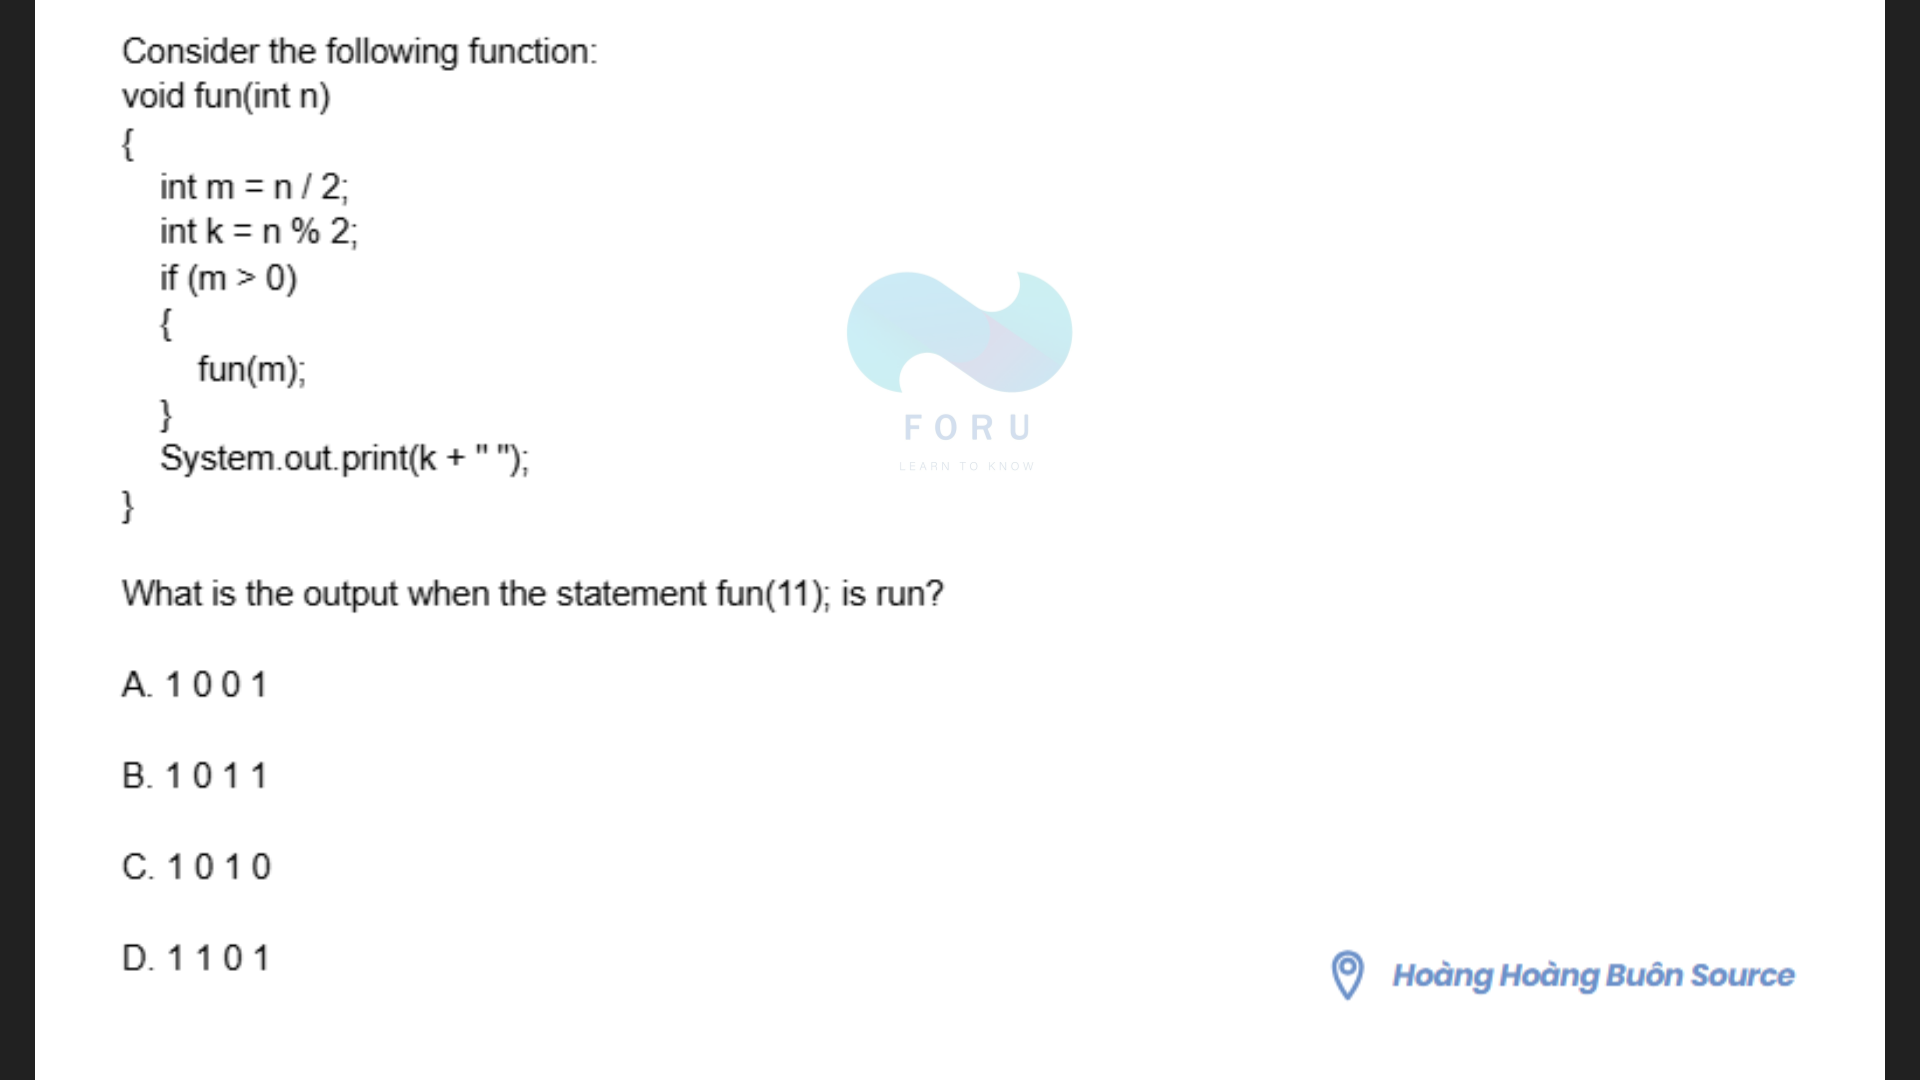 Consider the following function:
void fun(int n)
{
int m = n / 2;
int k = n % 2;
if (m > 0)
{
fun(m);
}
System.out.print(k + " ");
}
FORU
LEARN TO KNOW
What is the output when the statement fun(11); is run?
A. 1 0 0 1
B. 1 0 1 1
C. 1 0 1 0
D. 1 1 0 1
Hoàng Hoàng Buôn Source